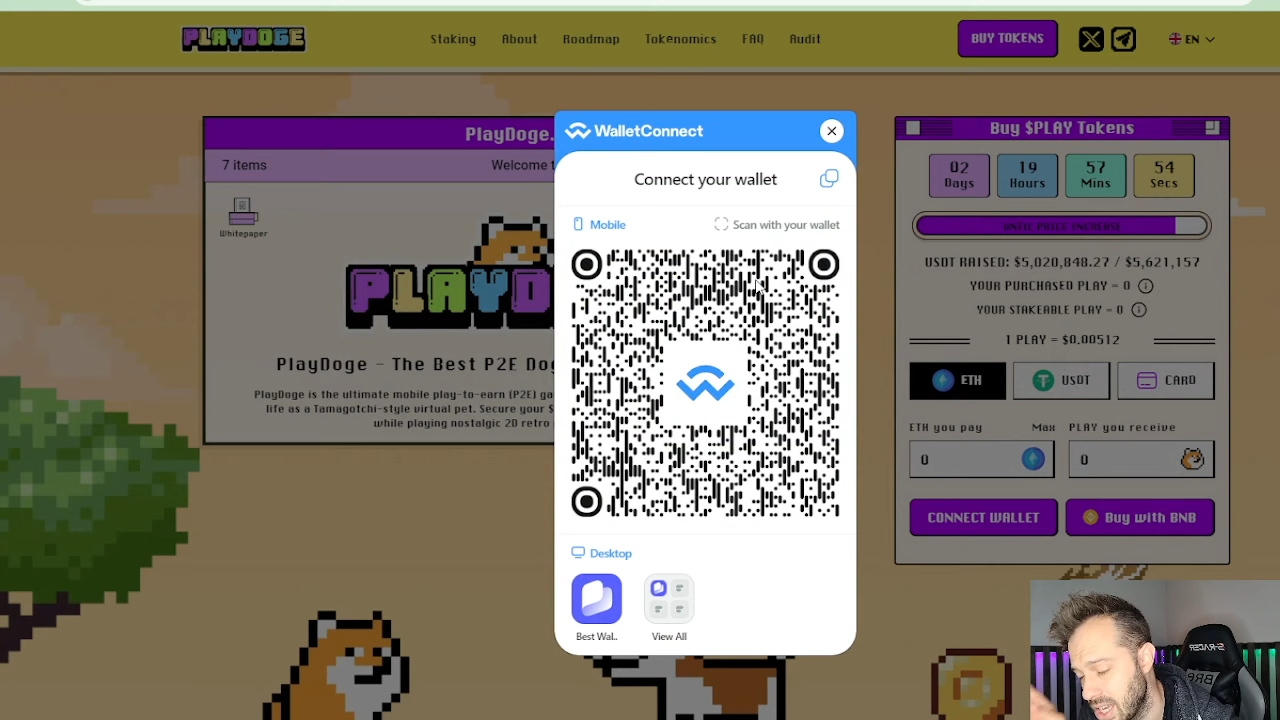 PLAYDOGE
Staking
About
Roadmap
Tokenomics
FAQ
Audit
BUY TOKENS
EN
PlayDoge.
7 items
Welcome t
Whitepaper
PLAYD
PlayDoge - The Best P2E Dog
PlayDoge is the ultimate mobile play-to-earn (P2E) ga
life as a Tamagotchi-style virtual pet. Secure your $
while playing nostalgic 2D retro
WalletConnect
Connect your wallet
Mobile
Scan with your wallet
Desktop
Best Wal..
View All
Buy $PLAY Tokens
02
Days
19
Hours
57
Mins
54
Secs
UNTIL PRICE INCREASE
USDT RAISED: $5,020,848.27 / $5,621,157
YOUR PURCHASED PLAY = 0
YOUR STAKEABLE PLAY = 0
1 PLAY = $0.00512
ETH
USDT
CARD
ETH you pay
Max
PLAY you receive
0
0
CONNECT WALLET
Buy with BNB